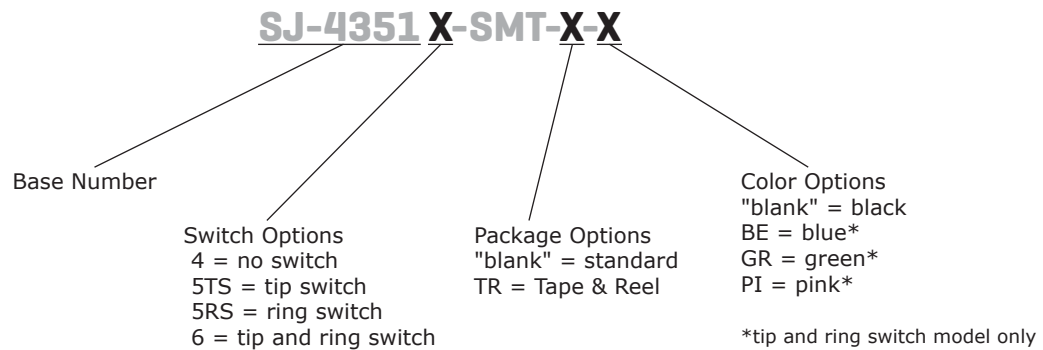 SJ-4351X-SMT-X-X
Base Number
Switch Options
4 = no switch
5TS = tip switch
5RS = ring switch
6 = tip and ring switch
Package Options
"blank" = standard
TR = Tape & Reel
Color Options
"blank" = black
BE = blue*
GR = green*
PI = pink*
*tip and ring switch model only